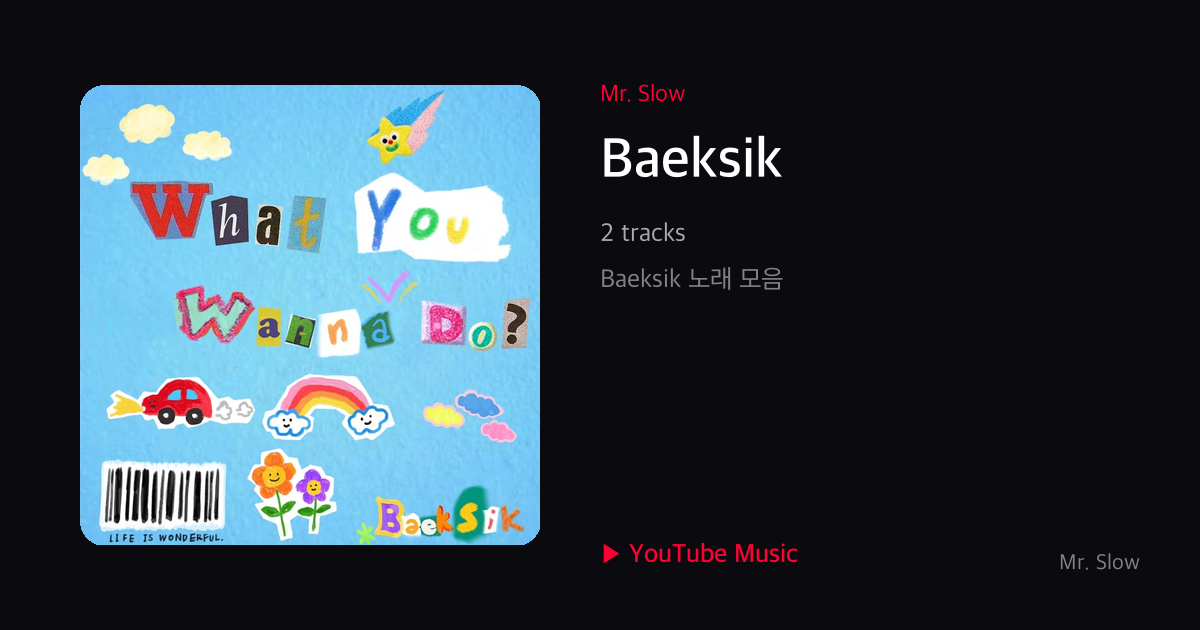 What You
Wanna Do?
LIFE IS WONDERFUL.
BaekSik
Mr. Slow
Baeksik
2 tracks
Baeksik 노래 모음
YouTube Music
Mr. Slow